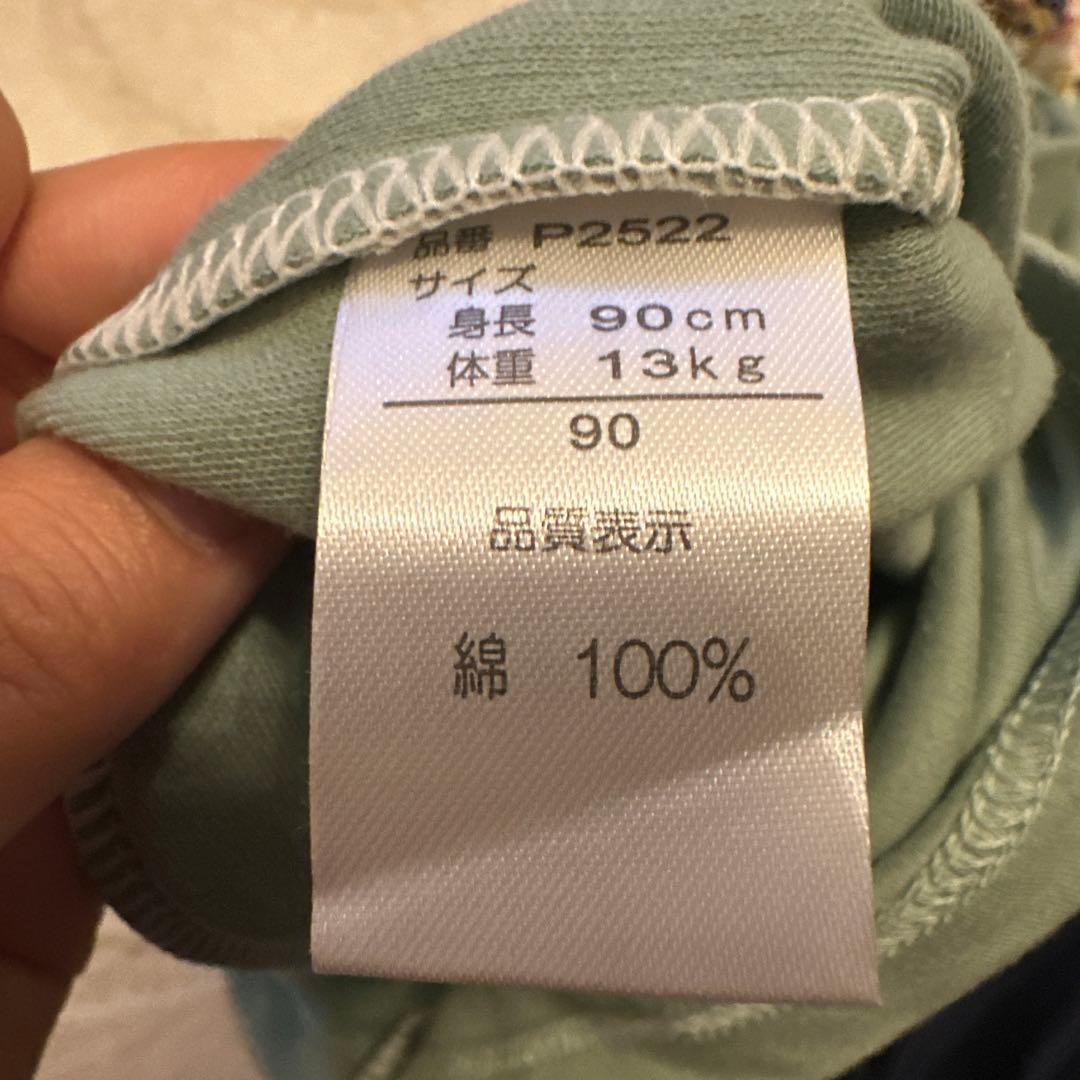 品番 P2522
サイズ
身長 90cm
体重 13kg
90
品質表示
綿 100%